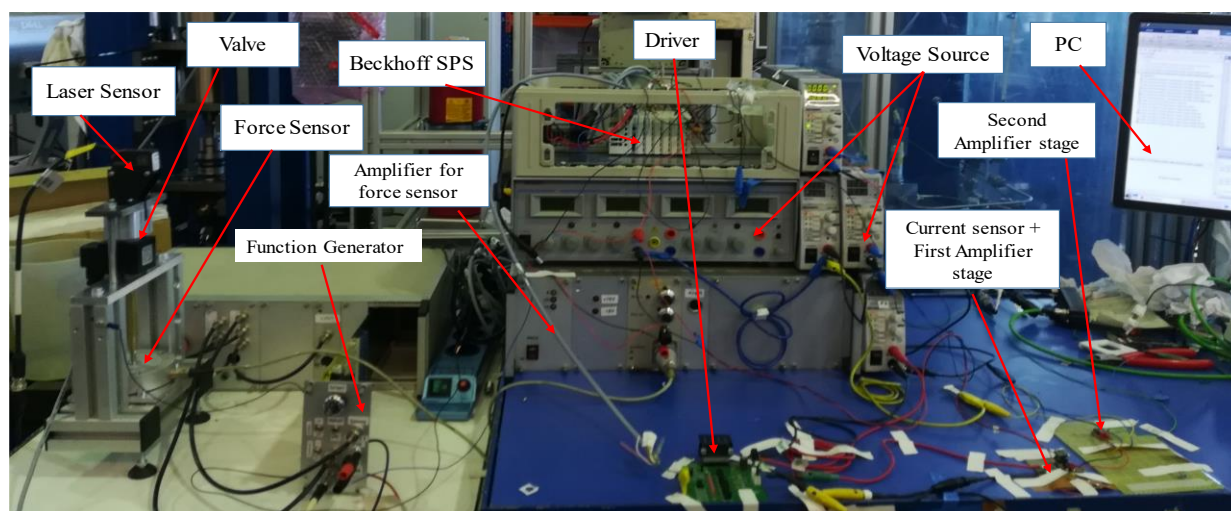 Valve
Laser Sensor
Force Sensor
Beckhoff SPS
Amplifier for
force sensor
Function Generator
Driver
Voltage Source
PC
Second
Amplifier stage
Current sensor +
First Amplifier
stage